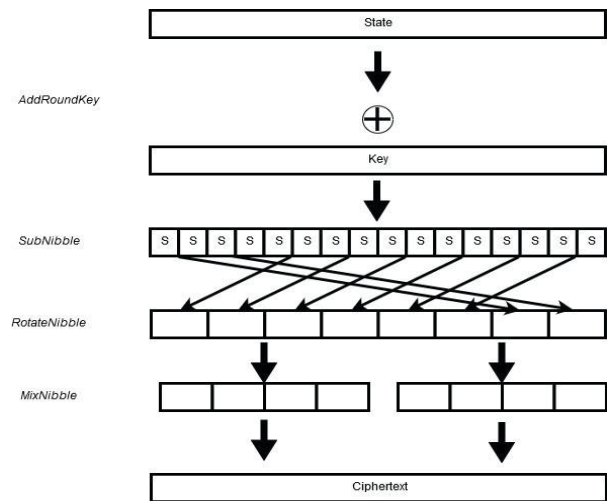 State
AddRoundKey
Key
SubNibble
S S S S S S S S S S S S S S S S
RotateNibble
MixNibble
Ciphertext